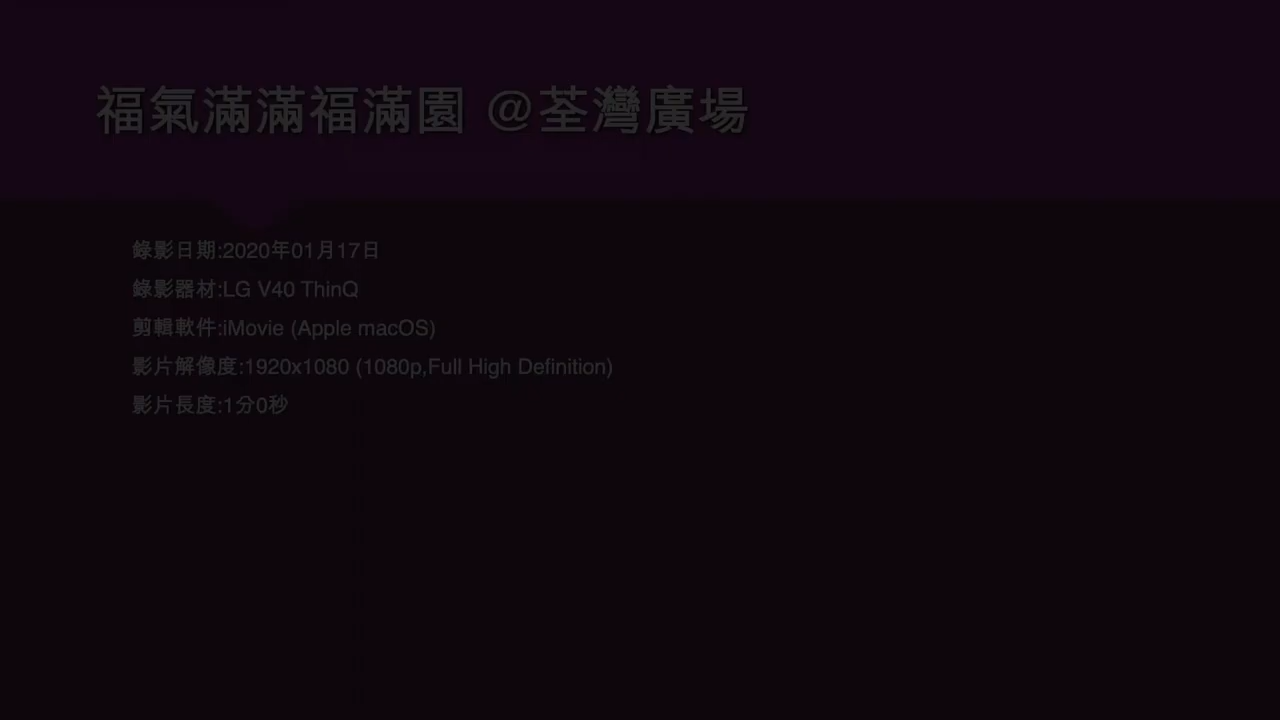 福氣滿滿福滿園 @荃灣廣場
錄影日期:2020年01月17日
錄影器材:LG V40 ThinQ
剪輯軟件:iMovie (Apple macOS)
影片解像度:1920x1080 (1080p,Full High Definition)
影片長度:1分0秒